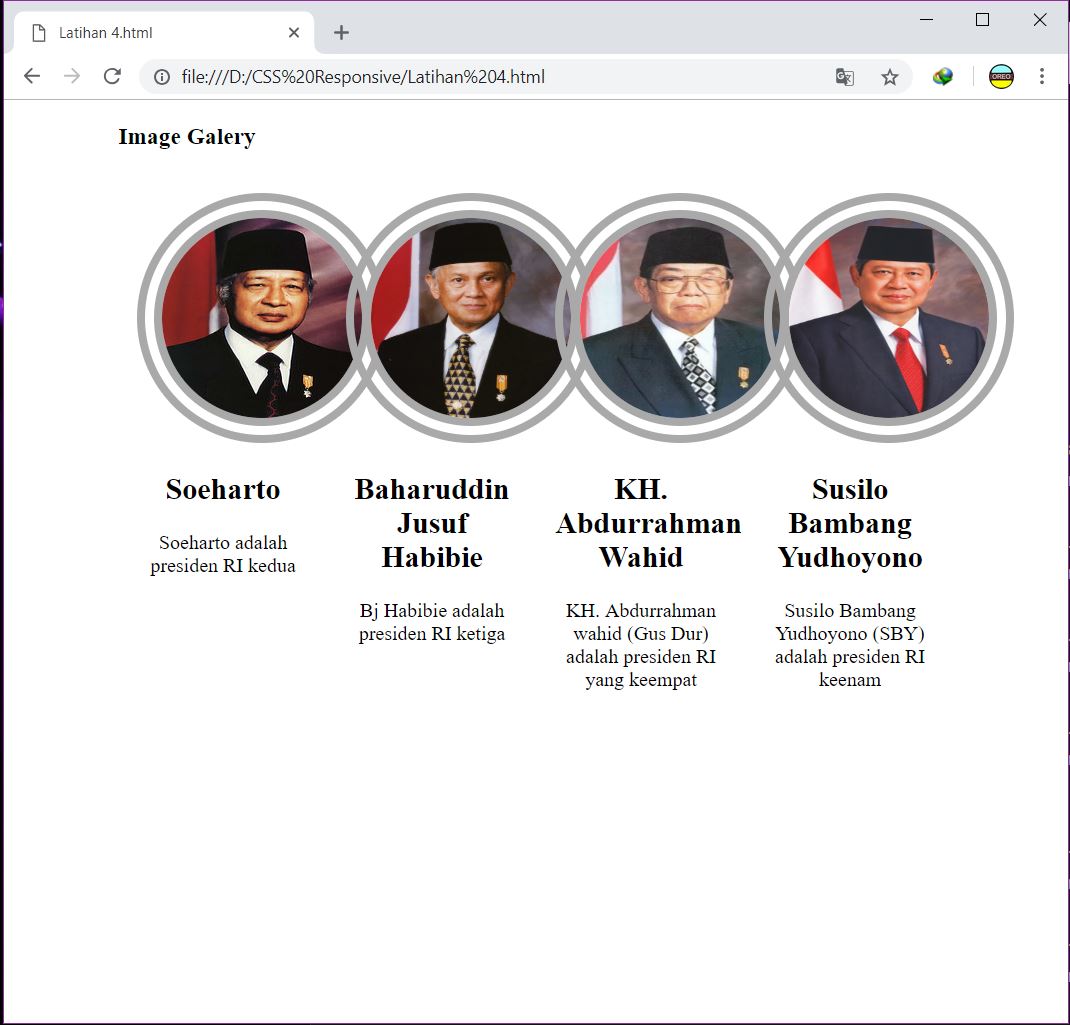 Latihan 4.html
file:///D:/CSS%20Responsive/Latihan%204.html
OREO
Image Galery
Soeharto
Soeharto adalah
presiden RI kedua
Baharuddin
Jusuf
Habibie
Bj Habibie adalah
presiden RI ketiga
KH.
Abdurrahman
Wahid
KH. Abdurrahman
wahid (Gus Dur)
adalah presiden RI
yang keempat
Susilo
Bambang
Yudhoyono
Susilo Bambang
Yudhoyono (SBY)
adalah presiden RI
keenam